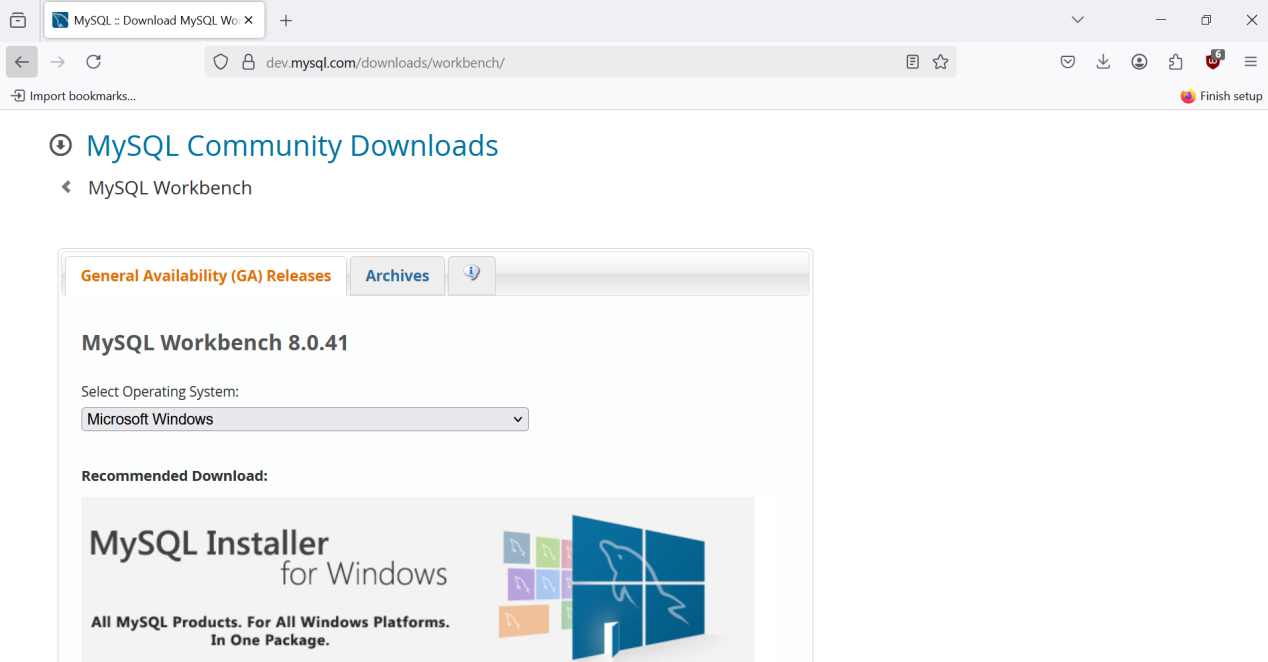 MySQL :: Download MySQL Wo
dev.mysql.com/downloads/workbench/
6
Import bookmarks...
Finish setup
MySQL Community Downloads
MySQL Workbench
General Availability (GA) Releases
Archives
MySQL Workbench 8.0.41
Select Operating System:
Microsoft Windows
Recommended Download:
MySQL Installer
for Windows
All MySQL Products. For All Windows Platforms.
In One Package.